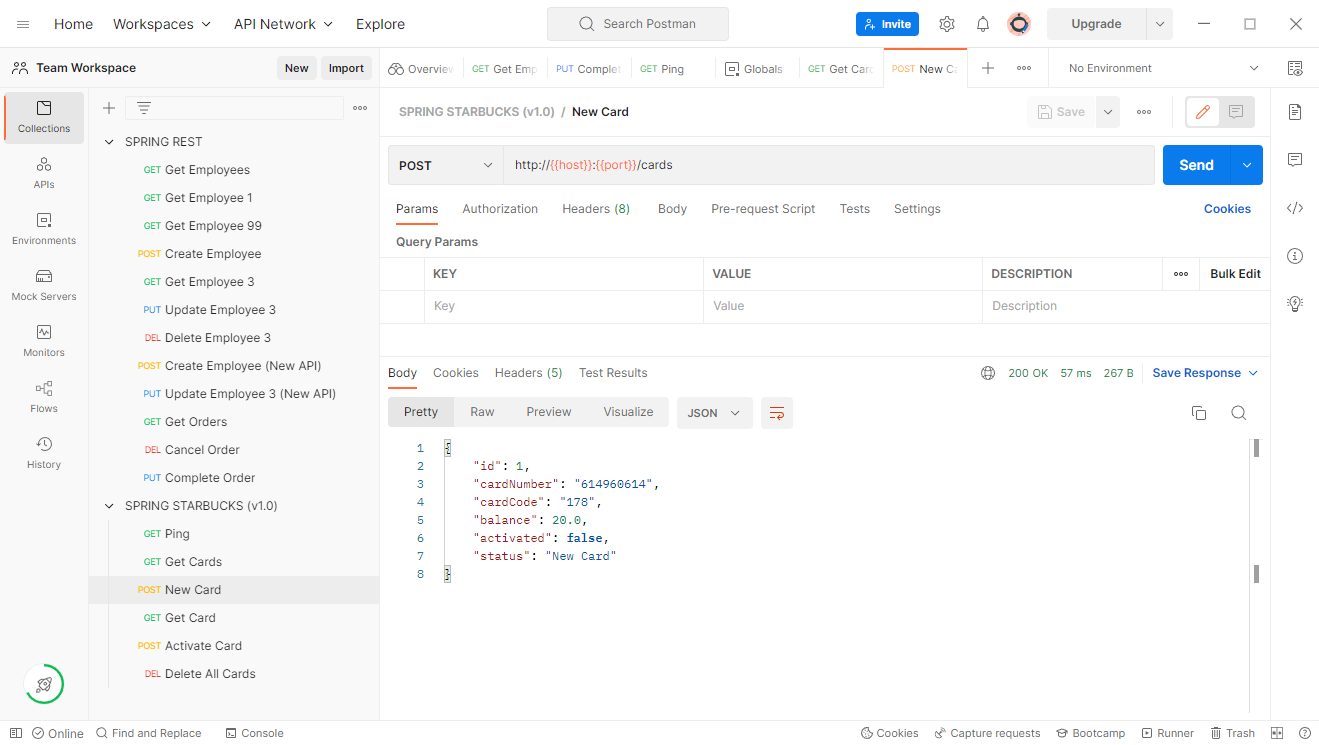 Home Workspaces API Network Explore Search Postman Invite Upgrade
Team Workspace New Import Overview GET Get Emp PUT Complet GET Ping Globals GET Get Car POST New Ca No Environment
Collections
APIs
Environments
Mock Servers
Monitors
Flows
History
SPRING REST
GET Get Employees
GET Get Employee 1
GET Get Employee 99
POST Create Employee
GET Get Employee 3
PUT Update Employee 3
DEL Delete Employee 3
POST Create Employee (New API)
PUT Update Employee 3 (New API)
GET Get Orders
DEL Cancel Order
PUT Complete Order
SPRING STARBUCKS (v1.0)
GET Ping
GET Get Cards
POST New Card
GET Get Card
POST Activate Card
DEL Delete All Cards
SPRING STARBUCKS (v1.0) / New Card Save
POST http://{{host}}:{{port}}/cards Send
Params Authorization Headers (8) Body Pre-request Script Tests Settings Cookies
Query Params
KEY VALUE DESCRIPTION Bulk Edit
Key Value Description
Body Cookies Headers (5) Test Results 200 OK 57 ms 267 B Save Response
Pretty Raw Preview Visualize JSON
1 {
2 "id": 1,
3 "cardNumber": "614960614",
4 "cardCode": "178",
5 "balance": 20.0,
6 "activated": false,
7 "status": "New Card"
8 }
Online Find and Replace Console Cookies Capture requests Bootcamp Runner Trash